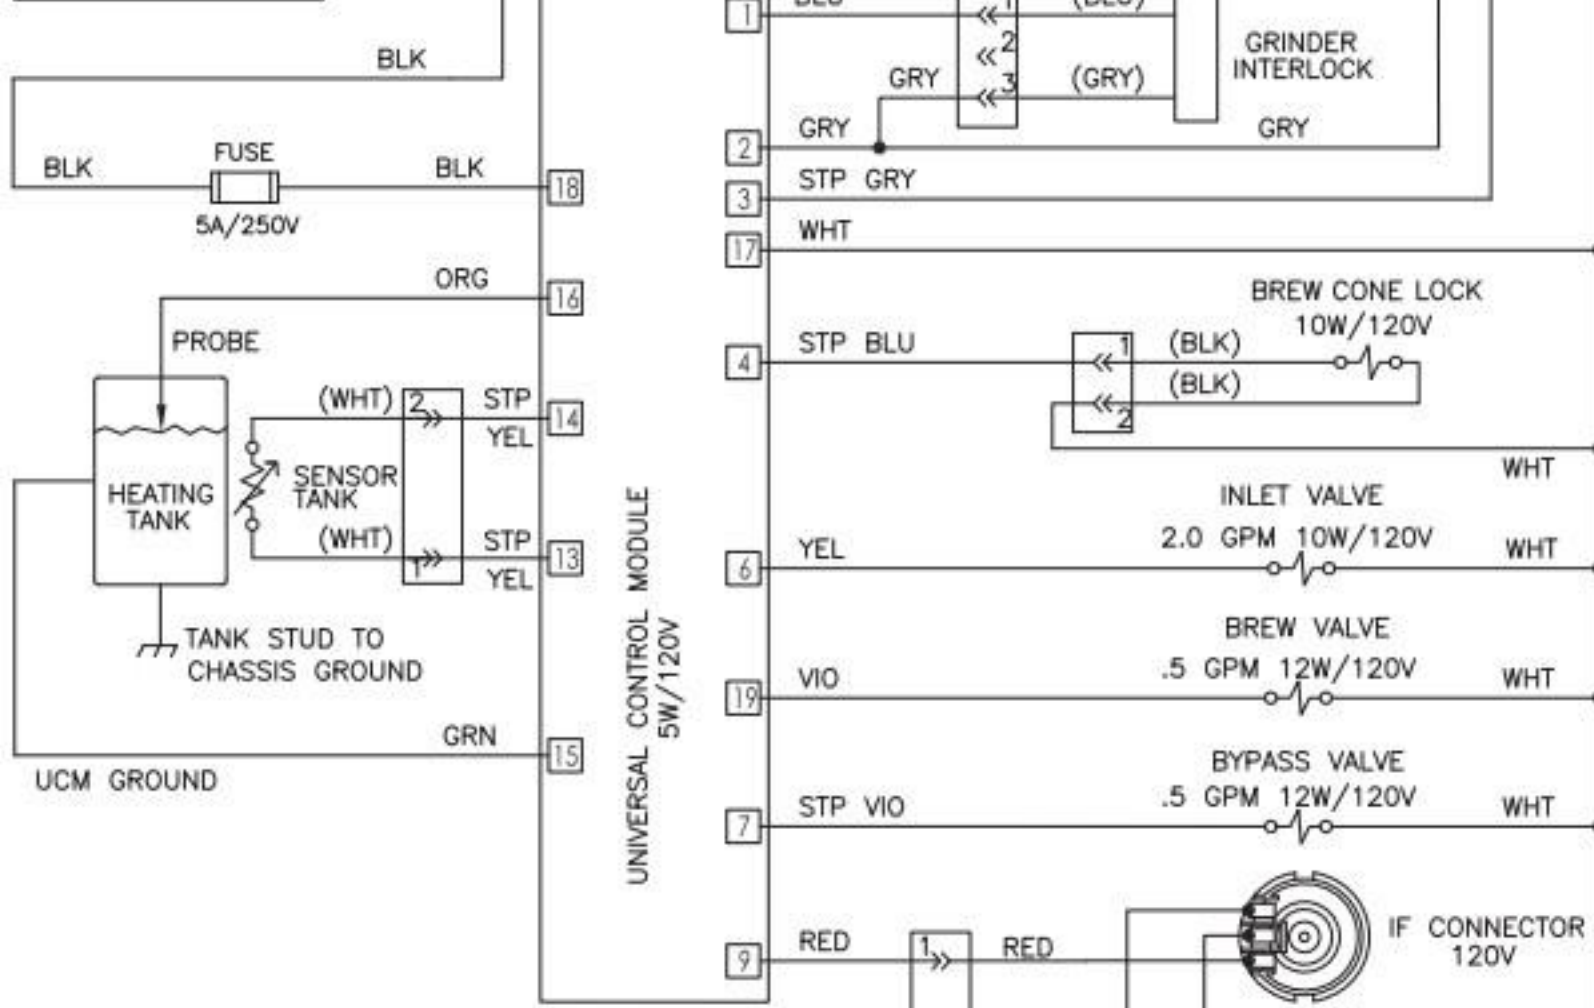 BLK
BLK
FUSE
BLK
18
5A/250V
ORG
16
PROBE
(WHT)
2
STP
14
YEL
HEATING
TANK
SENSOR
TANK
(WHT)
1
STP
13
YEL
TANK STUD TO
CHASSIS GROUND
GRN
15
UCM GROUND
UNIVERSAL CONTROL MODULE
5W/120V
1
BLU
1
(BLU)
2
GRINDER
INTERLOCK
GRY
3
(GRY)
2
GRY
GRY
3
STP GRY
17
WHT
BREW CONE LOCK
10W/120V
4
STP BLU
1
(BLK)
(BLK)
2
WHT
INLET VALVE
2.0 GPM 10W/120V
6
YEL
WHT
BREW VALVE
.5 GPM 12W/120V
19
VIO
WHT
BYPASS VALVE
.5 GPM 12W/120V
7
STP VIO
WHT
9
RED
1
RED
IF CONNECTOR
120V